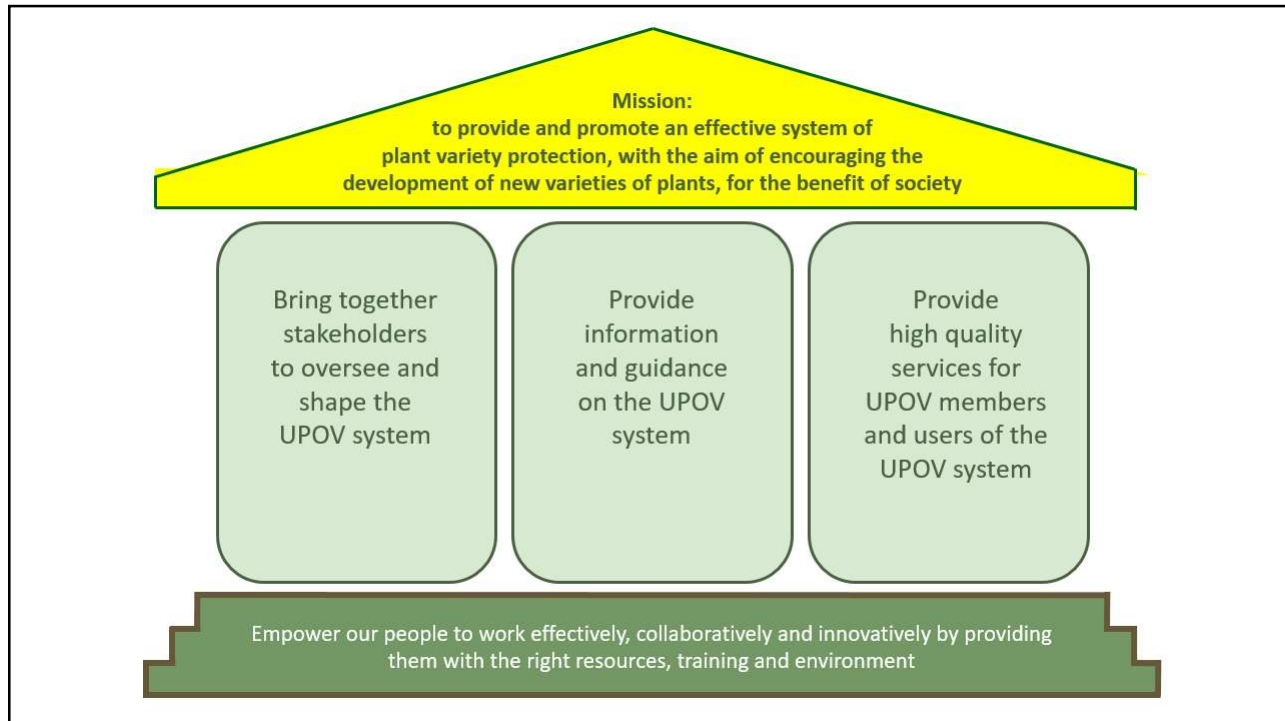 Mission:
to provide and promote an effective system of
plant variety protection, with the aim of encouraging the
development of new varieties of plants, for the benefit of society
Bring together
stakeholders
to oversee and
shape the
UPOV system
Provide
information
and guidance
on the UPOV
system
Provide
high quality
services for
UPOV members
and users of the
UPOV system
Empower our people to work effectively, collaboratively and innovatively by providing
them with the right resources, training and environment